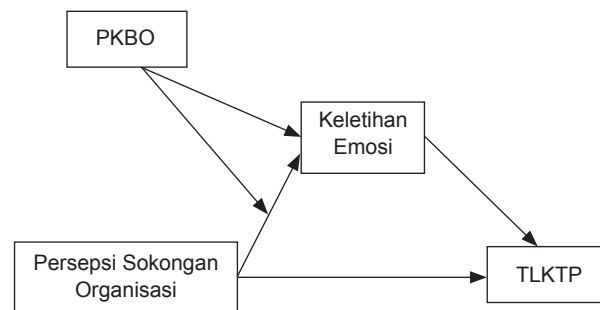 PKBO
Keletihan
Emosi
Persepsi Sokongan
Organisasi
TLKTP